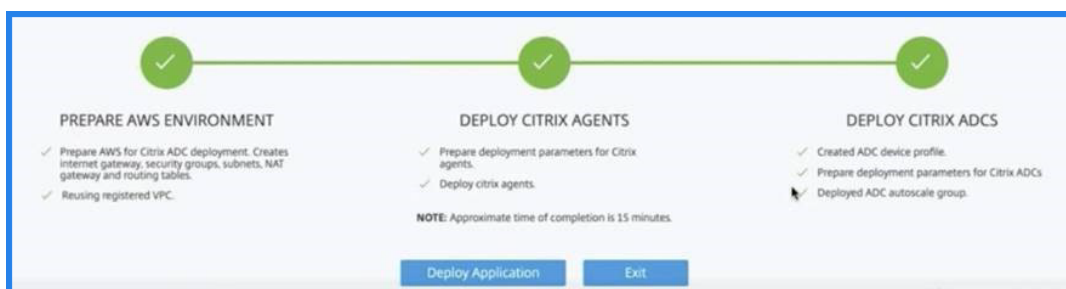 PREPARE AWS ENVIRONMENT
Prepare AWS for Citrix ADC deployment. Creates
internet gateway, security groups, subnets, NAT
gateway and routing tables.
Reusing registered VPC.
DEPLOY CITRIX AGENTS
Prepare deployment parameters for Citrix
agents.
Deploy citrix agents.
NOTE: Approximate time of completion is 15 minutes.
DEPLOY CITRIX ADCS
Created ADC device profile.
Prepare deployment parameters for Citrix ADCs
Deployed ADC autoscale group.
Deploy Application
Exit